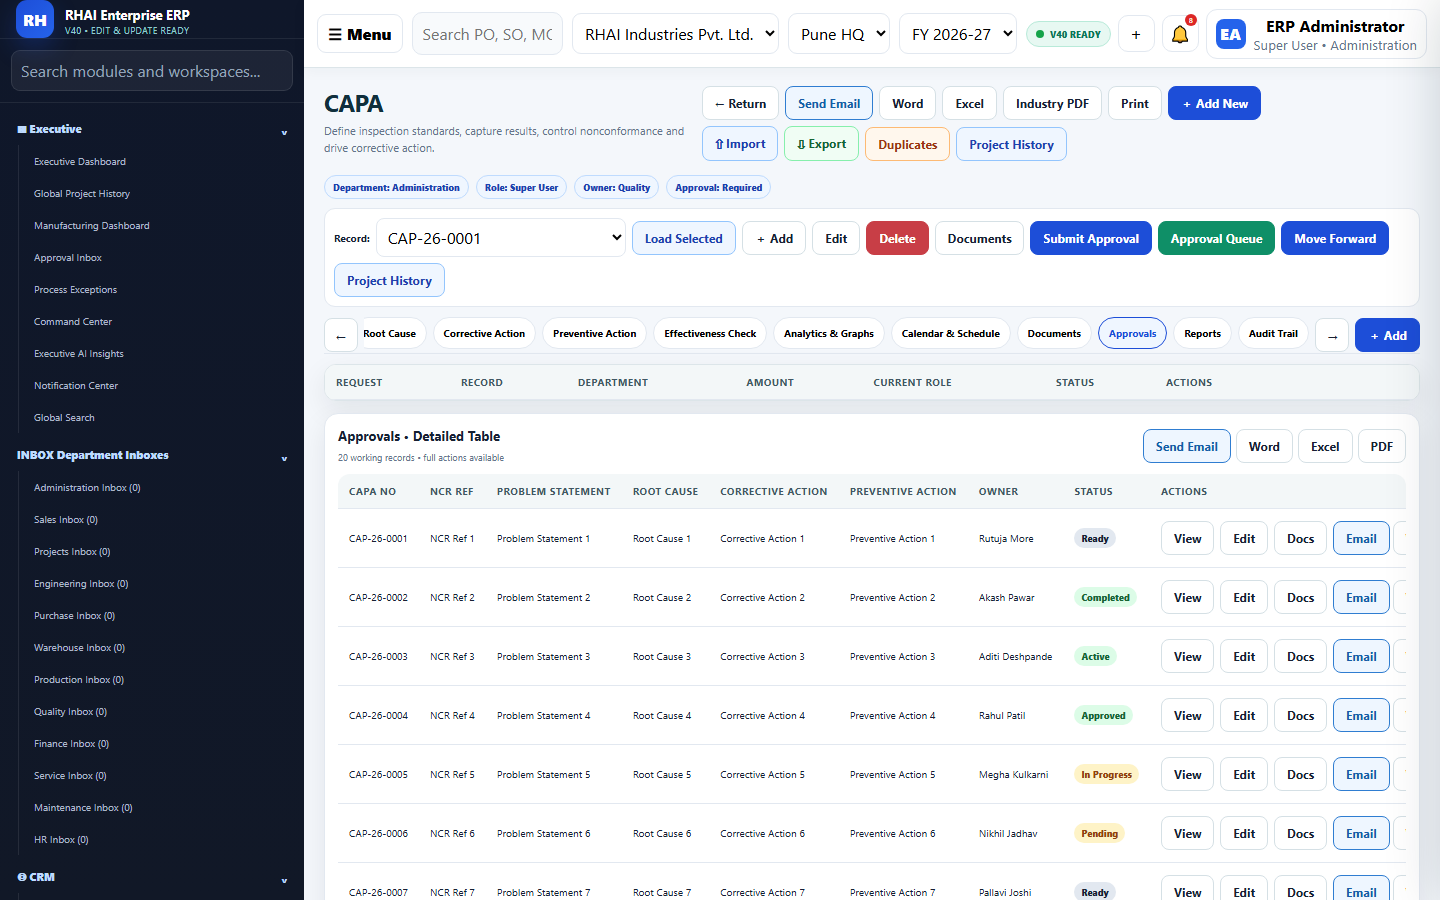 RH
RHAI Enterprise ERP
V40 • EDIT & UPDATE READY
Search modules and workspaces...
Executive
Executive Dashboard
Global Project History
Manufacturing Dashboard
Approval Inbox
Process Exceptions
Command Center
Executive AI Insights
Notification Center
Global Search
INBOX Department Inboxes
Administration Inbox (0)
Sales Inbox (0)
Projects Inbox (0)
Engineering Inbox (0)
Purchase Inbox (0)
Warehouse Inbox (0)
Production Inbox (0)
Quality Inbox (0)
Finance Inbox (0)
Service Inbox (0)
Maintenance Inbox (0)
HR Inbox (0)
CRM
☰ Menu
Search PO, SO, MO
RHAI Industries Pvt. Ltd.
Pune HQ
FY 2026-27
V40 READY
+
8
EA
ERP Administrator
Super User • Administration
CAPA
Define inspection standards, capture results, control nonconformance and
drive corrective action.
← Return
Send Email
Word
Excel
Industry PDF
Print
+ Add New
⇧ Import
⇩ Export
Duplicates
Project History
Department: Administration
Role: Super User
Owner: Quality
Approval: Required
Record:
CAP-26-0001
Load Selected
+ Add
Edit
Delete
Documents
Submit Approval
Approval Queue
Move Forward
Project History
←
Root Cause
Corrective Action
Preventive Action
Effectiveness Check
Analytics & Graphs
Calendar & Schedule
Documents
Approvals
Reports
Audit Trail
→
+ Add
REQUEST RECORD DEPARTMENT AMOUNT CURRENT ROLE STATUS ACTIONS
Approvals • Detailed Table
20 working records • full actions available
Send Email
Word
Excel
PDF
CAPA NO NCR REF PROBLEM STATEMENT ROOT CAUSE CORRECTIVE ACTION PREVENTIVE ACTION OWNER STATUS ACTIONS
CAP-26-0001 NCR Ref 1 Problem Statement 1 Root Cause 1 Corrective Action 1 Preventive Action 1 Rutuja More Ready View Edit Docs Email
CAP-26-0002 NCR Ref 2 Problem Statement 2 Root Cause 2 Corrective Action 2 Preventive Action 2 Akash Pawar Completed View Edit Docs Email
CAP-26-0003 NCR Ref 3 Problem Statement 3 Root Cause 3 Corrective Action 3 Preventive Action 3 Aditi Deshpande Active View Edit Docs Email
CAP-26-0004 NCR Ref 4 Problem Statement 4 Root Cause 4 Corrective Action 4 Preventive Action 4 Rahul Patil Approved View Edit Docs Email
CAP-26-0005 NCR Ref 5 Problem Statement 5 Root Cause 5 Corrective Action 5 Preventive Action 5 Megha Kulkarni In Progress View Edit Docs Email
CAP-26-0006 NCR Ref 6 Problem Statement 6 Root Cause 6 Corrective Action 6 Preventive Action 6 Nikhil Jadhav Pending View Edit Docs Email
CAP-26-0007 NCR Ref 7 Problem Statement 7 Root Cause 7 Corrective Action 7 Preventive Action 7 Pallavi Joshi Ready View Edit Docs Email